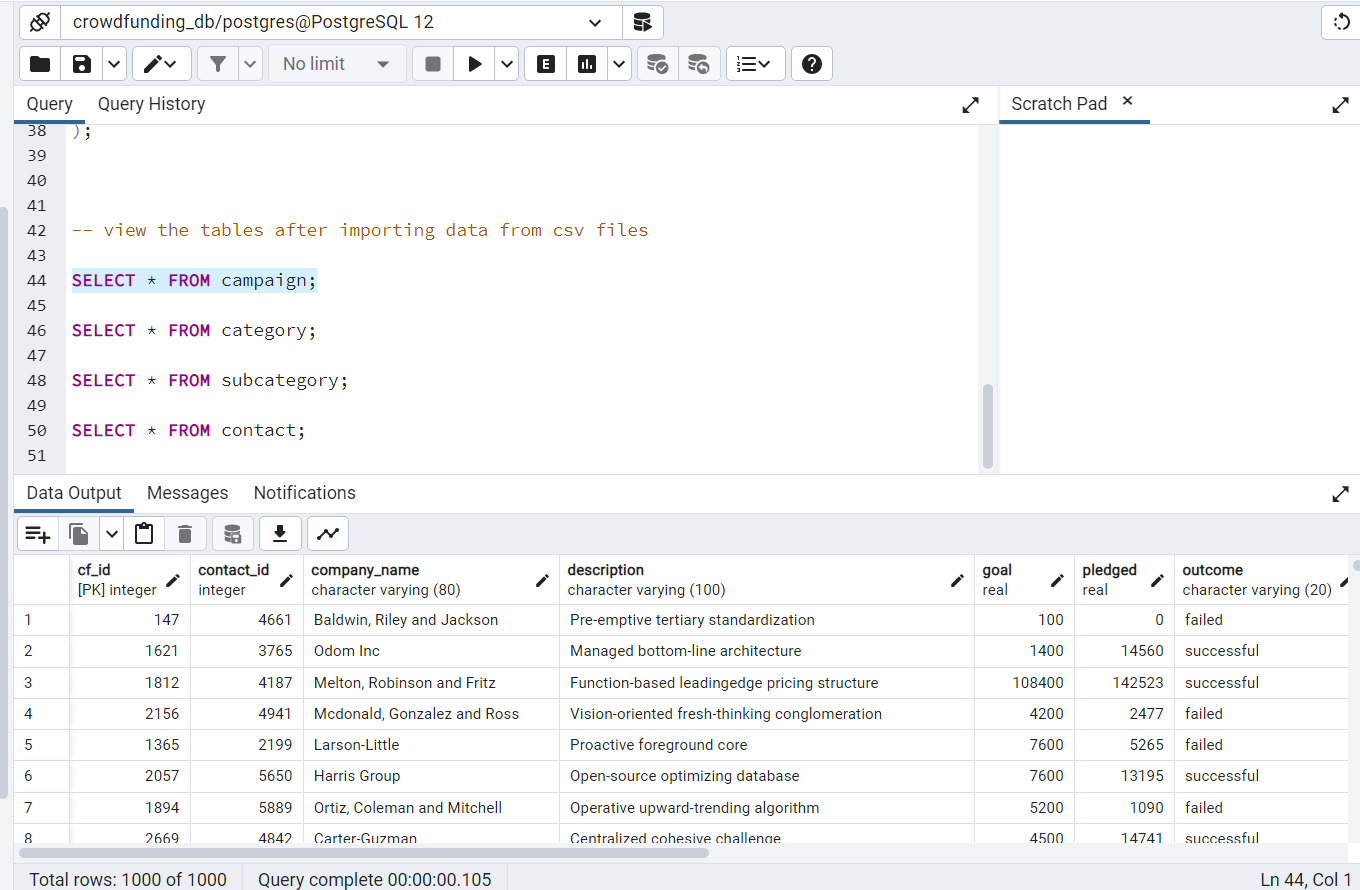 crowdfunding_db/postgres@PostgreSQL 12
No limit
E
Query Query History
Scratch Pad
38 );
39
40
41
42 -- view the tables after importing data from csv files
43
44 SELECT * FROM campaign;
45
46 SELECT * FROM category;
47
48 SELECT * FROM subcategory;
49
50 SELECT * FROM contact;
51
Data Output Messages Notifications
cf_id contact_id company_name description goal pledged outcome
[PK] integer integer character varying (80) character varying (100) real real character varying (20)
1 147 4661 Baldwin, Riley and Jackson Pre-emptive tertiary standardization 100 0 failed
2 1621 3765 Odom Inc Managed bottom-line architecture 1400 14560 successful
3 1812 4187 Melton, Robinson and Fritz Function-based leadingedge pricing structure 108400 142523 successful
4 2156 4941 Mcdonald, Gonzalez and Ross Vision-oriented fresh-thinking conglomeration 4200 2477 failed
5 1365 2199 Larson-Little Proactive foreground core 7600 5265 failed
6 2057 5650 Harris Group Open-source optimizing database 7600 13195 successful
7 1894 5889 Ortiz, Coleman and Mitchell Operative upward-trending algorithm 5200 1090 failed
8 2669 4842 Carter-Guzman Centralized cohesive challenge 4500 14741 successful
Total rows: 1000 of 1000 Query complete 00:00:00.105 Ln 44, Col 1